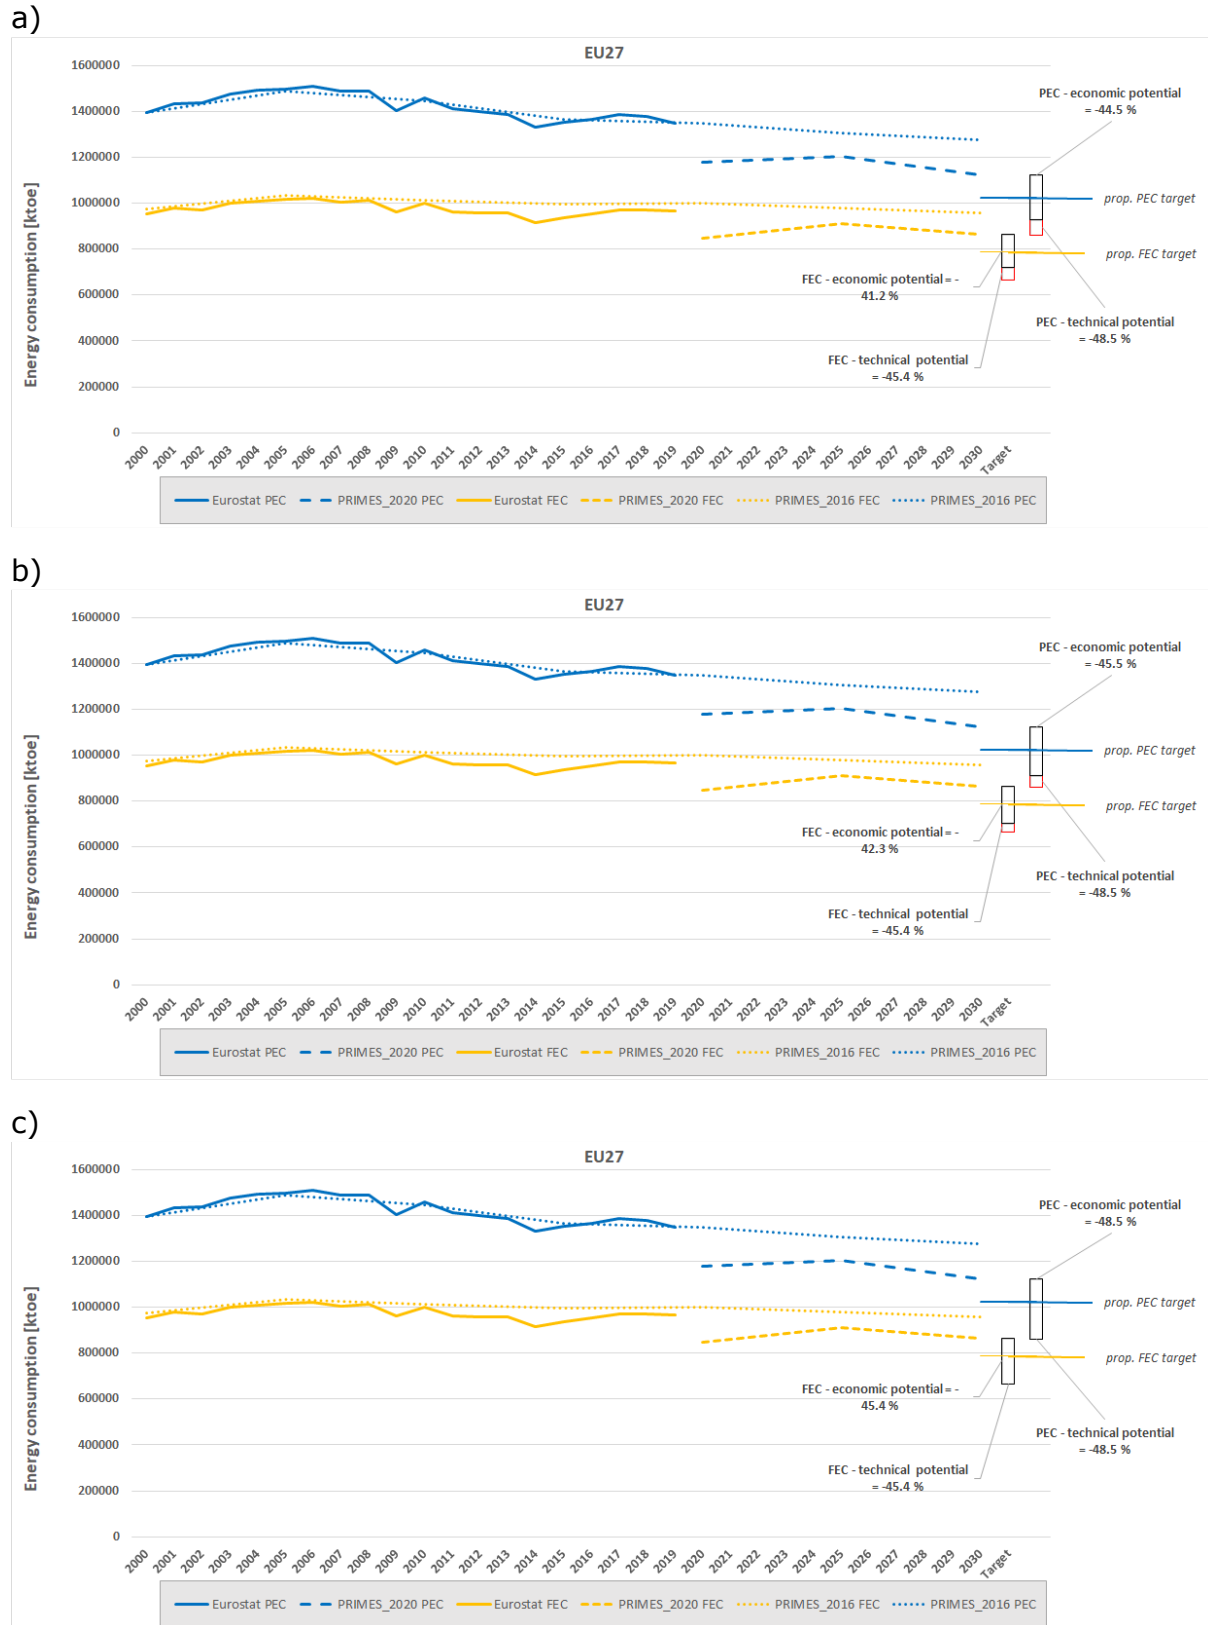 a)
EU27
1600000
1400000
1200000
1000000
800000
600000
400000
200000
0
Energy consumption [ktoe]
PEC - economic potential
= -44.5 %
prop. PEC target
prop. FEC target
FEC - economic potential = -
41.2 %
PEC - technical potential
= -48.5 %
FEC - technical potential
= -45.4 %
2000 2001 2002 2003 2004 2005 2006 2007 2008 2009 2010 2011 2012 2013 2014 2015 2016 2017 2018 2019 2020 2021 2022 2023 2024 2025 2026 2027 2028 2029 2030 Target
Eurostat PEC PRIMES_2020 PEC Eurostat FEC PRIMES_2020 FEC PRIMES_2016 FEC PRIMES_2016 PEC
b)
EU27
1600000
1400000
1200000
1000000
800000
600000
400000
200000
0
Energy consumption [ktoe]
PEC - economic potential
= -45.5 %
prop. PEC target
prop. FEC target
FEC - economic potential = -
42.3 %
PEC - technical potential
= -48.5 %
FEC - technical potential
= -45.4 %
2000 2001 2002 2003 2004 2005 2006 2007 2008 2009 2010 2011 2012 2013 2014 2015 2016 2017 2018 2019 2020 2021 2022 2023 2024 2025 2026 2027 2028 2029 2030 Target
Eurostat PEC PRIMES_2020 PEC Eurostat FEC PRIMES_2020 FEC PRIMES_2016 FEC PRIMES_2016 PEC
c)
EU27
1600000
1400000
1200000
1000000
800000
600000
400000
200000
0
Energy consumption [ktoe]
PEC - economic potential
= -48.5 %
prop. PEC target
prop. FEC target
FEC - economic potential = -
45.4 %
PEC - technical potential
= -48.5 %
FEC - technical potential
= -45.4 %
2000 2001 2002 2003 2004 2005 2006 2007 2008 2009 2010 2011 2012 2013 2014 2015 2016 2017 2018 2019 2020 2021 2022 2023 2024 2025 2026 2027 2028 2029 2030 Target
Eurostat PEC PRIMES_2020 PEC Eurostat FEC PRIMES_2020 FEC PRIMES_2016 FEC PRIMES_2016 PEC